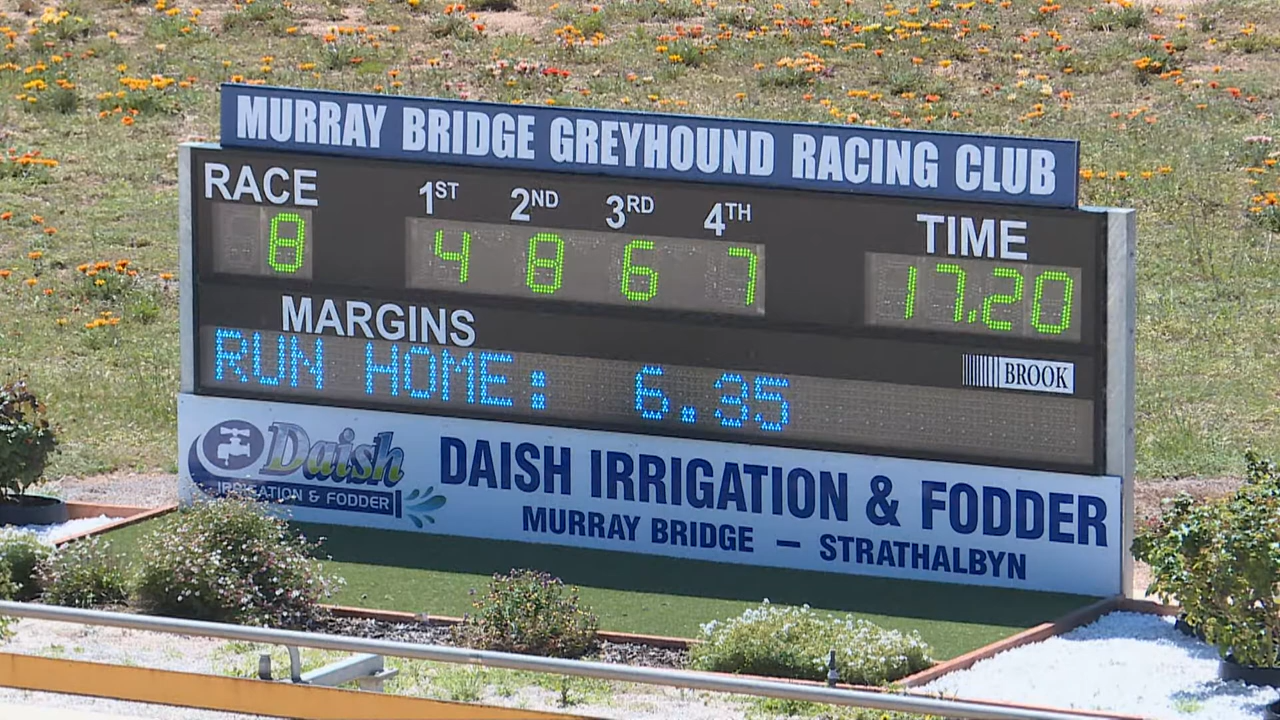 MURRAY BRIDGE GREYHOUND RACING CLUB
RACE 1ST 2ND 3RD 4TH TIME
8 4 8 6 7 17.20
MARGINS
BROOK
RUN HOME: 6.35
Daish
IRRIGATION & FODDER
DAISH IRRIGATION & FODDER
MURRAY BRIDGE – STRATHALBYN